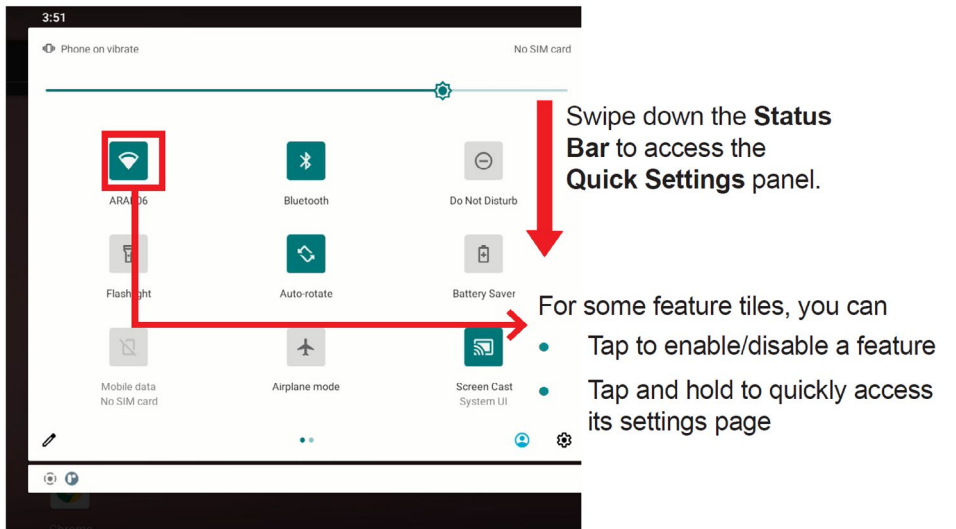 3:51
Phone on vibrate
No SIM card
Swipe down the Status
Bar to access the
Quick Settings panel.
Bluetooth
Do Not Disturb
Auto-rotate
Battery Saver
For some feature tiles, you can
• Tap to enable/disable a feature
• Tap and hold to quickly access
its settings page
Mobile data
No SIM card
Airplane mode
Screen Cast
System UI